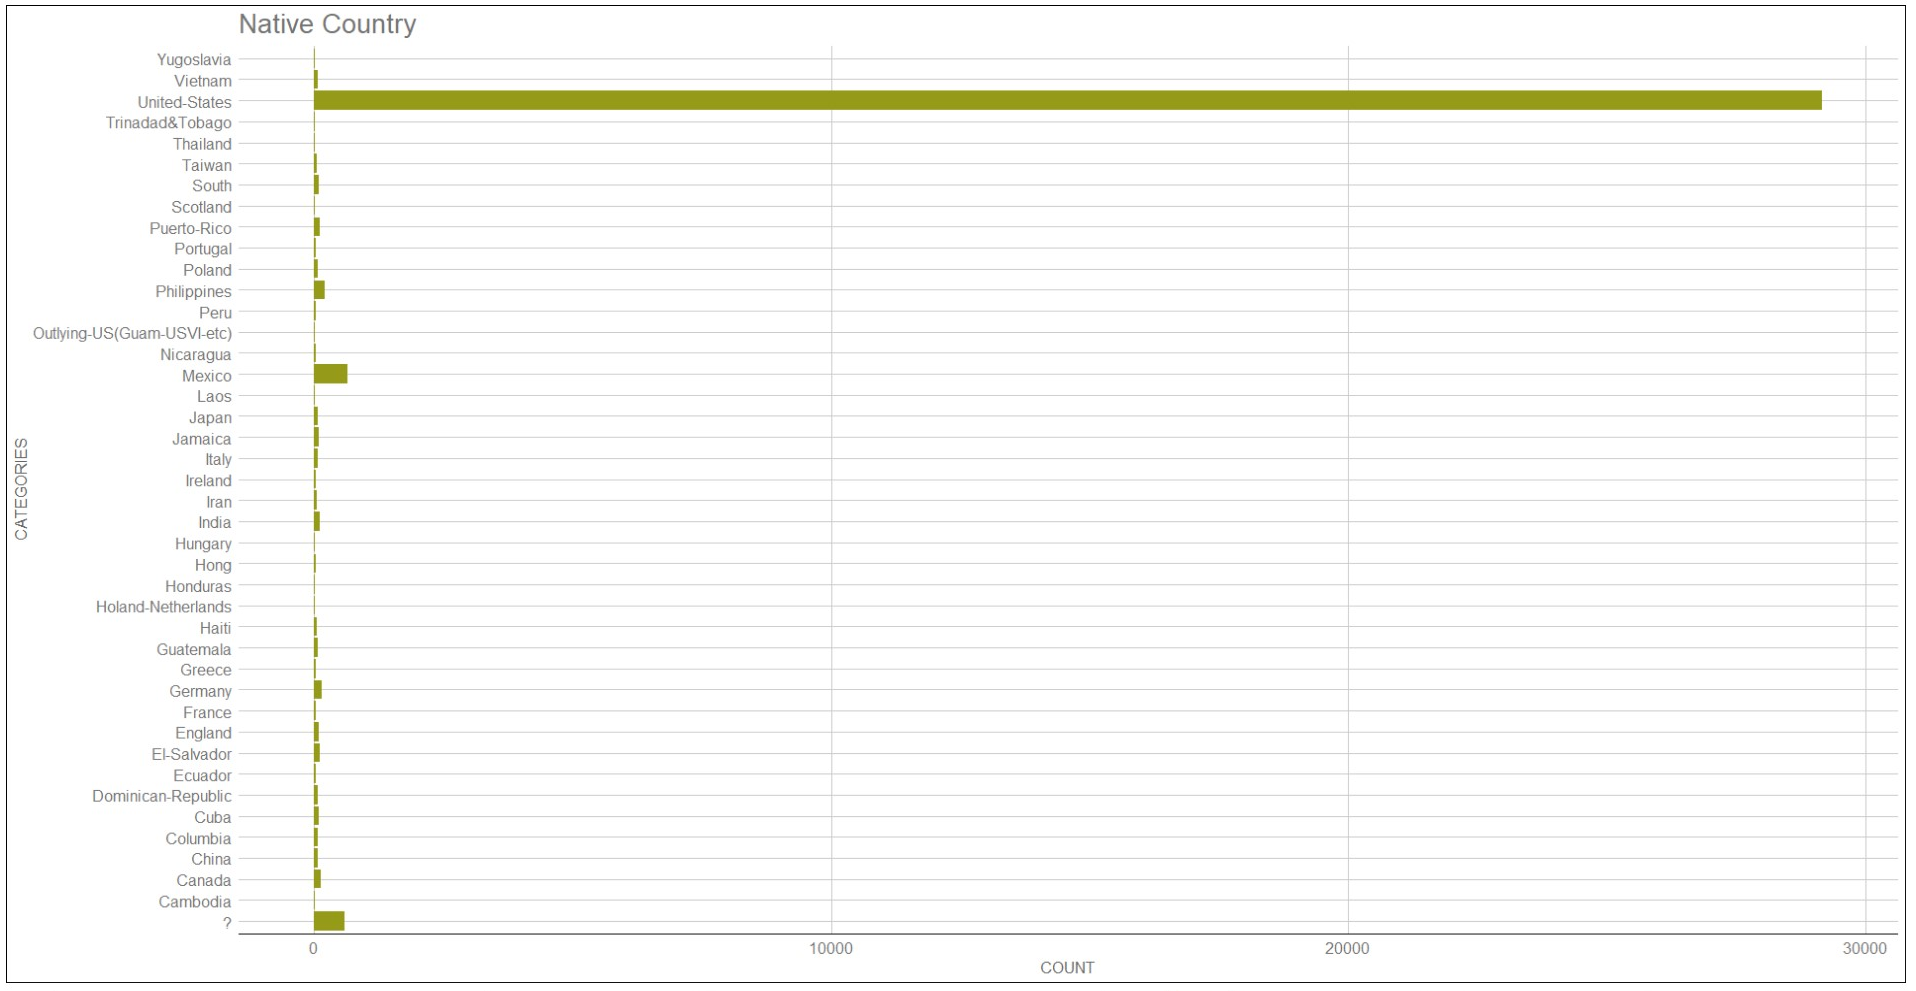 Native Country
Yugoslavia
Vietnam
United-States
Trinadad&Tobago
Thailand
Taiwan
South
Scotland
Puerto-Rico
Portugal
Poland
Philippines
Peru
Outlying-US(Guam-USVI-etc)
Nicaragua
Mexico
Laos
Japan
Jamaica
Italy
Ireland
Iran
India
Hungary
Hong
Honduras
Holand-Netherlands
Haiti
Guatemala
Greece
Germany
France
England
El-Salvador
Ecuador
Dominican-Republic
Cuba
Columbia
China
Canada
Cambodia
?
CATEGORIES
0 10000 20000 30000
COUNT